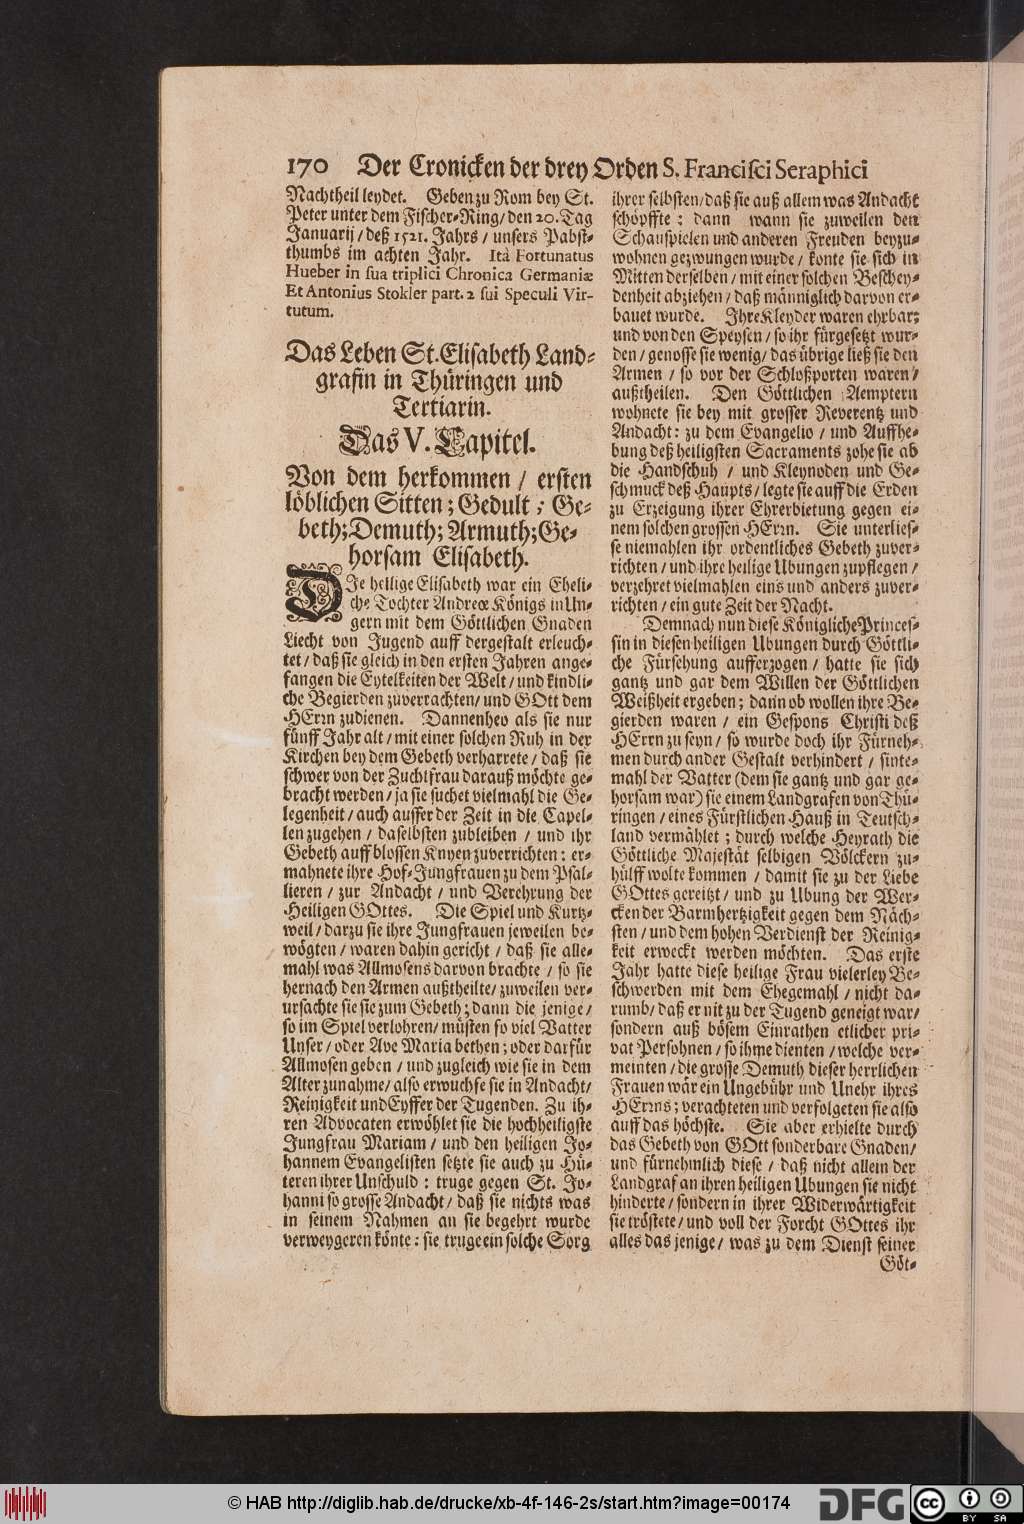 170 Der Cronicken der drey Orden S. Franciſci Seraphici
Nachtheil leydet. Geben zu Rom bey St.
Peter unter dem Fiſcher-Ring/ den 20. Tag
Januarij / deß 1521. Jahrs / unſers Pabſt-
thumbs im achten Jahr. Ità Fortunatus
Hueber in ſua triplici Chronica Germaniæ
Et Antonius Stokler part. 2 ſui Speculi Vir-
tutum.
Das Leben St. Eliſabeth Land-
grafin in Thüringen und
Tertiarin.
Das V. Capitel.
Von dem herkommen / erſten
löblichen Sitten; Gedult ; Ge-
beth; Demuth; Armuth; Ge-
horſam Eliſabeth.
DIe heilige Eliſabeth war ein Eheli-
che Tochter Andreæ Königs in Un-
gern mit dem Göttlichen Gnaden
Liecht von Jugend auff dergeſtalt erleuch-
tet / daß ſie gleich in den erſten Jahren ange-
fangen die Eytelkeiten der Welt / und kindli-
che Begierden zuverrachten/ und GOtt dem
HErrn zudienen. Dannenheo als ſie nur
fünff Jahr alt / mit einer ſolchen Ruh in der
Kirchen bey dem Gebeth verharrete / daß ſie
ſchwer von der Zuchtfrau darauß möchte ge-
bracht werden / ja ſie ſuchet vielmahl die Ge-
legenheit / auch auſſer der Zeit in die Capel-
len zugehen / daſelbſten zubleiben / und ihr
Gebeth auff bloſſen Knyen zuverrichten: er-
mahnete ihre Hof-Jungfrauen zu dem Pſal-
lieren / zur Andacht / und Verehrung der
Heiligen GOttes. Die Spiel und Kurtz-
weil / darzu ſie ihre Jungfrauen jeweilen be-
wögten / waren dahin gericht / daß ſie alle-
mahl was Allmoſens darvon brachte / ſo ſie
hernach den Armen außtheilte/ zuweilen ver-
urſachte ſie ſie zum Gebeth; dann die jenige /
ſo im Spiel verlohren/ müſten ſo viel Vatter
Unſer / oder Ave Maria bethen; oder darfür
Allmoſen geben / und zugleich wie ſie in dem
Alter zunahme/ alſo erwuchſe ſie in Andacht/
Reinigkeit und Eyffer der Tugenden. Zu ih-
ren Advocaten erwöhlet ſie die hochheiligſte
Jungfrau Mariam / und den heiligen Jo-
hannem Evangeliſten ſetzte ſie auch zu Hü-
teren ihrer Unſchuld : truge gegen St. Jo-
hanni ſo groſſe Andacht/ daß ſie nichts was
in ſeinem Nahmen an ſie begehrt wurde
verweygeren könte: ſie truge ein ſolche Sorg
ihrer ſelbſten/ daß ſie auß allem was Andacht
ſchöpffte : dann wann ſie zuweilen den
Schauſpielen und anderen Freuden beyzu-
wohnen gezwungen wurde / konte ſie ſich in
Mitten derſelben / mit einer ſolchen Beſchey-
denheit abziehen / daß männiglich darvon er-
bauet wurde. Ihre Kleyder waren ehrbar;
und von den Speyſen / ſo ihr fürgeſetzt wur-
den / genoſſe ſie wenig/ das übrige ließ ſie den
Armen / ſo vor der Schloßporten waren /
außtheilen. Den Göttlichen Aemptern
wohnete ſie bey mit groſſer Reverentz und
Andacht: zu dem Evangelio / und Auffhe-
bung deß heiligſten Sacraments zohe ſie ab
die Handſchuh / und Kleynoden und Ge-
ſchmuck deß Haupts / legte ſie auff die Erden
zu Erzeigung ihrer Ehrerbietung gegen ei-
nem ſolchen groſſen HErrn. Sie unterlieſ-
ſe niemahlen ihr ordentliches Gebeth zuver-
richten / und ihre heilige Ubungen zupflegen /
verzehret vielmahlen eins und anders zuver-
richten / ein gute Zeit der Nacht.
Demnach nun dieſe Königliche Princeſ-
ſin in dieſen heiligen Ubungen durch Göttli-
che Fürſehung aufferzogen / hatte ſie ſich
gantz und gar dem Willen der Göttlichen
Weißheit ergeben; dann ob wollen ihre Be-
gierden waren / ein Geſpons Chriſti deß
HErrn zu ſeyn / ſo wurde doch ihr Fürneh-
men durch ander Geſtalt verhindert / ſinte-
mahl der Vatter (dem ſie gantz und gar ge-
horſam war) ſie einem Landgrafen von Thü-
ringen / eines Fürſtlichen Hauß in Teutſch-
land vermählet ; durch welche Heyrath die
Göttliche Majeſtät ſelbigen Völckern zu-
hülff wolte kommen / damit ſie zu der Liebe
GOttes gereitzt / und zu Ubung der Wer-
cken der Barmhertzigkeit gegen dem Näch-
ſten / und dem hohen Verdienſt der Reinig-
keit erweckt werden möchten. Das erſte
Jahr hatte dieſe heilige Frau vielerley Be-
ſchwerden mit dem Ehegemahl / nicht da-
rumb/ daß er nit zu der Tugend geneigt war/
ſondern auß böſem Einrathen etlicher pri-
vat Perſohnen / ſo ihme dienten / welche ver-
meinten / die groſſe Demuth dieſer herrlichen
Frauen wär ein Ungebühr und Unehr ihres
HErrns; verachteten und verfolgeten ſie alſo
auff das höchſte. Sie aber erhielte durch
das Gebeth von GOtt ſonderbare Gnaden/
und fürnehmlich dieſe / daß nicht allein der
Landgraf an ihren heiligen Ubungen ſie nicht
hinderte / ſondern in ihrer Widerwärtigkeit
ſie tröſtete / und voll der Forcht GOttes ihr
alles das jenige / was zu dem Dienſt ſeiner
Göt-
© HAB http://diglib.hab.de/drucke/xb-4f-146-2s/start.htm?image=00174
DFG
CC BY SA